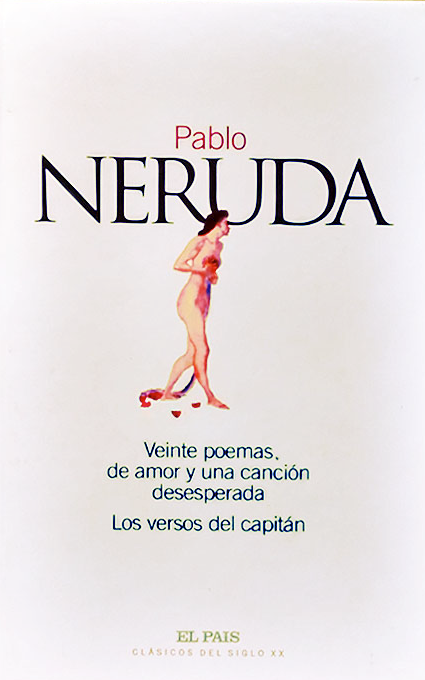 Pablo
NERUDA
Veinte poemas.
de amor y una canción
desesperada
Los versos del capitán
EL PAIS
CLÁSICOS DEL SIGLO XX